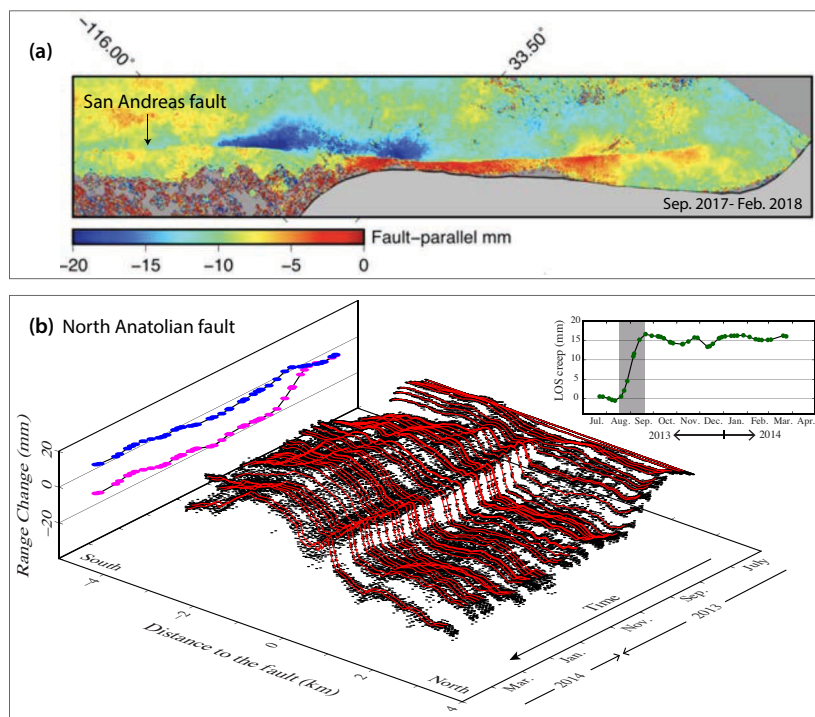 (a)
−116.00°
33.50°
San Andreas fault
Sep. 2017- Feb. 2018
Fault−parallel mm
−20 −15 −10 −5 0
(b) North Anatolian fault
20
15
10
5
0
LOS creep (mm)
Jul. Aug. Sep. Oct. Nov. Dec. Jan. Feb. Mar. Apr.
2013 2014
20
0
−20
Range Change (mm)
South
−4
−2
0
2
4
North
Distance to the fault (km)
Time
July
Sep.
Nov.
Jan.
Mar.
2013
2014